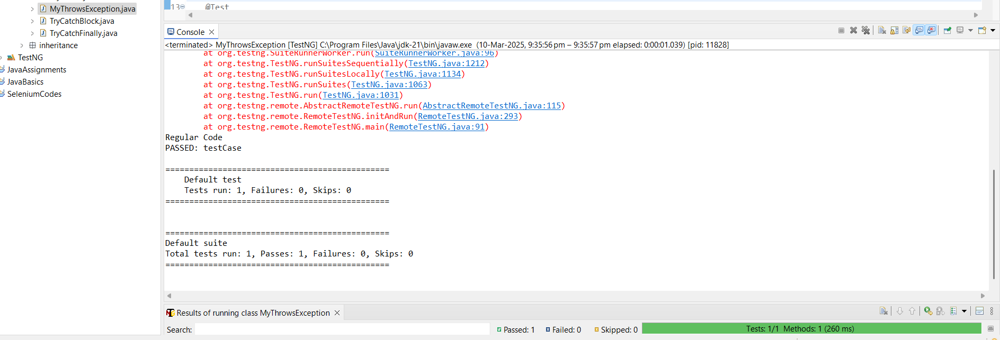 MyThrowsException.java
TryCatchBlock.java
TryCatchFinally.java
inheritance
TestNG
JavaAssignments
JavaBasics
SeleniumCodes
13 @Test
Console
<terminated> MyThrowsException [TestNG] C:\Program Files\Java\jdk-21\bin\javaw.exe (10-Mar-2025, 9:35:56 pm – 9:35:57 pm elapsed: 0:00:01.039) [pid: 11828]
at org.testng.SuiteRunnerWorker.run(SuiteRunnerWorker.java:96)
at org.testng.TestNG.runSuitesSequentially(TestNG.java:1212)
at org.testng.TestNG.runSuitesLocally(TestNG.java:1134)
at org.testng.TestNG.runSuites(TestNG.java:1063)
at org.testng.TestNG.run(TestNG.java:1031)
at org.testng.remote.AbstractRemoteTestNG.run(AbstractRemoteTestNG.java:115)
at org.testng.remote.RemoteTestNG.initAndRun(RemoteTestNG.java:293)
at org.testng.remote.RemoteTestNG.main(RemoteTestNG.java:91)
Regular Code
PASSED: testCase
===============================================
Default test
Tests run: 1, Failures: 0, Skips: 0
===============================================
===============================================
Default suite
Total tests run: 1, Passes: 1, Failures: 0, Skips: 0
===============================================
Results of running class MyThrowsException
Search: Passed: 1 Failed: 0 Skipped: 0 Tests: 1/1 Methods: 1 (260 ms)